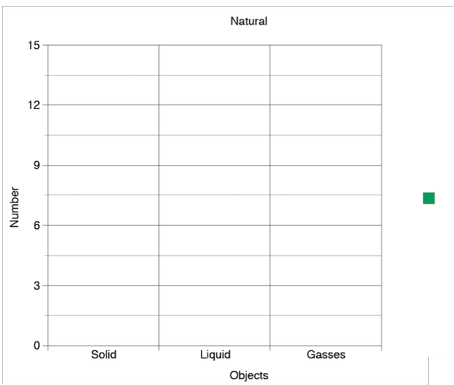 Natural
15
12
9
6
3
0
Number
Solid Liquid Gasses
Objects